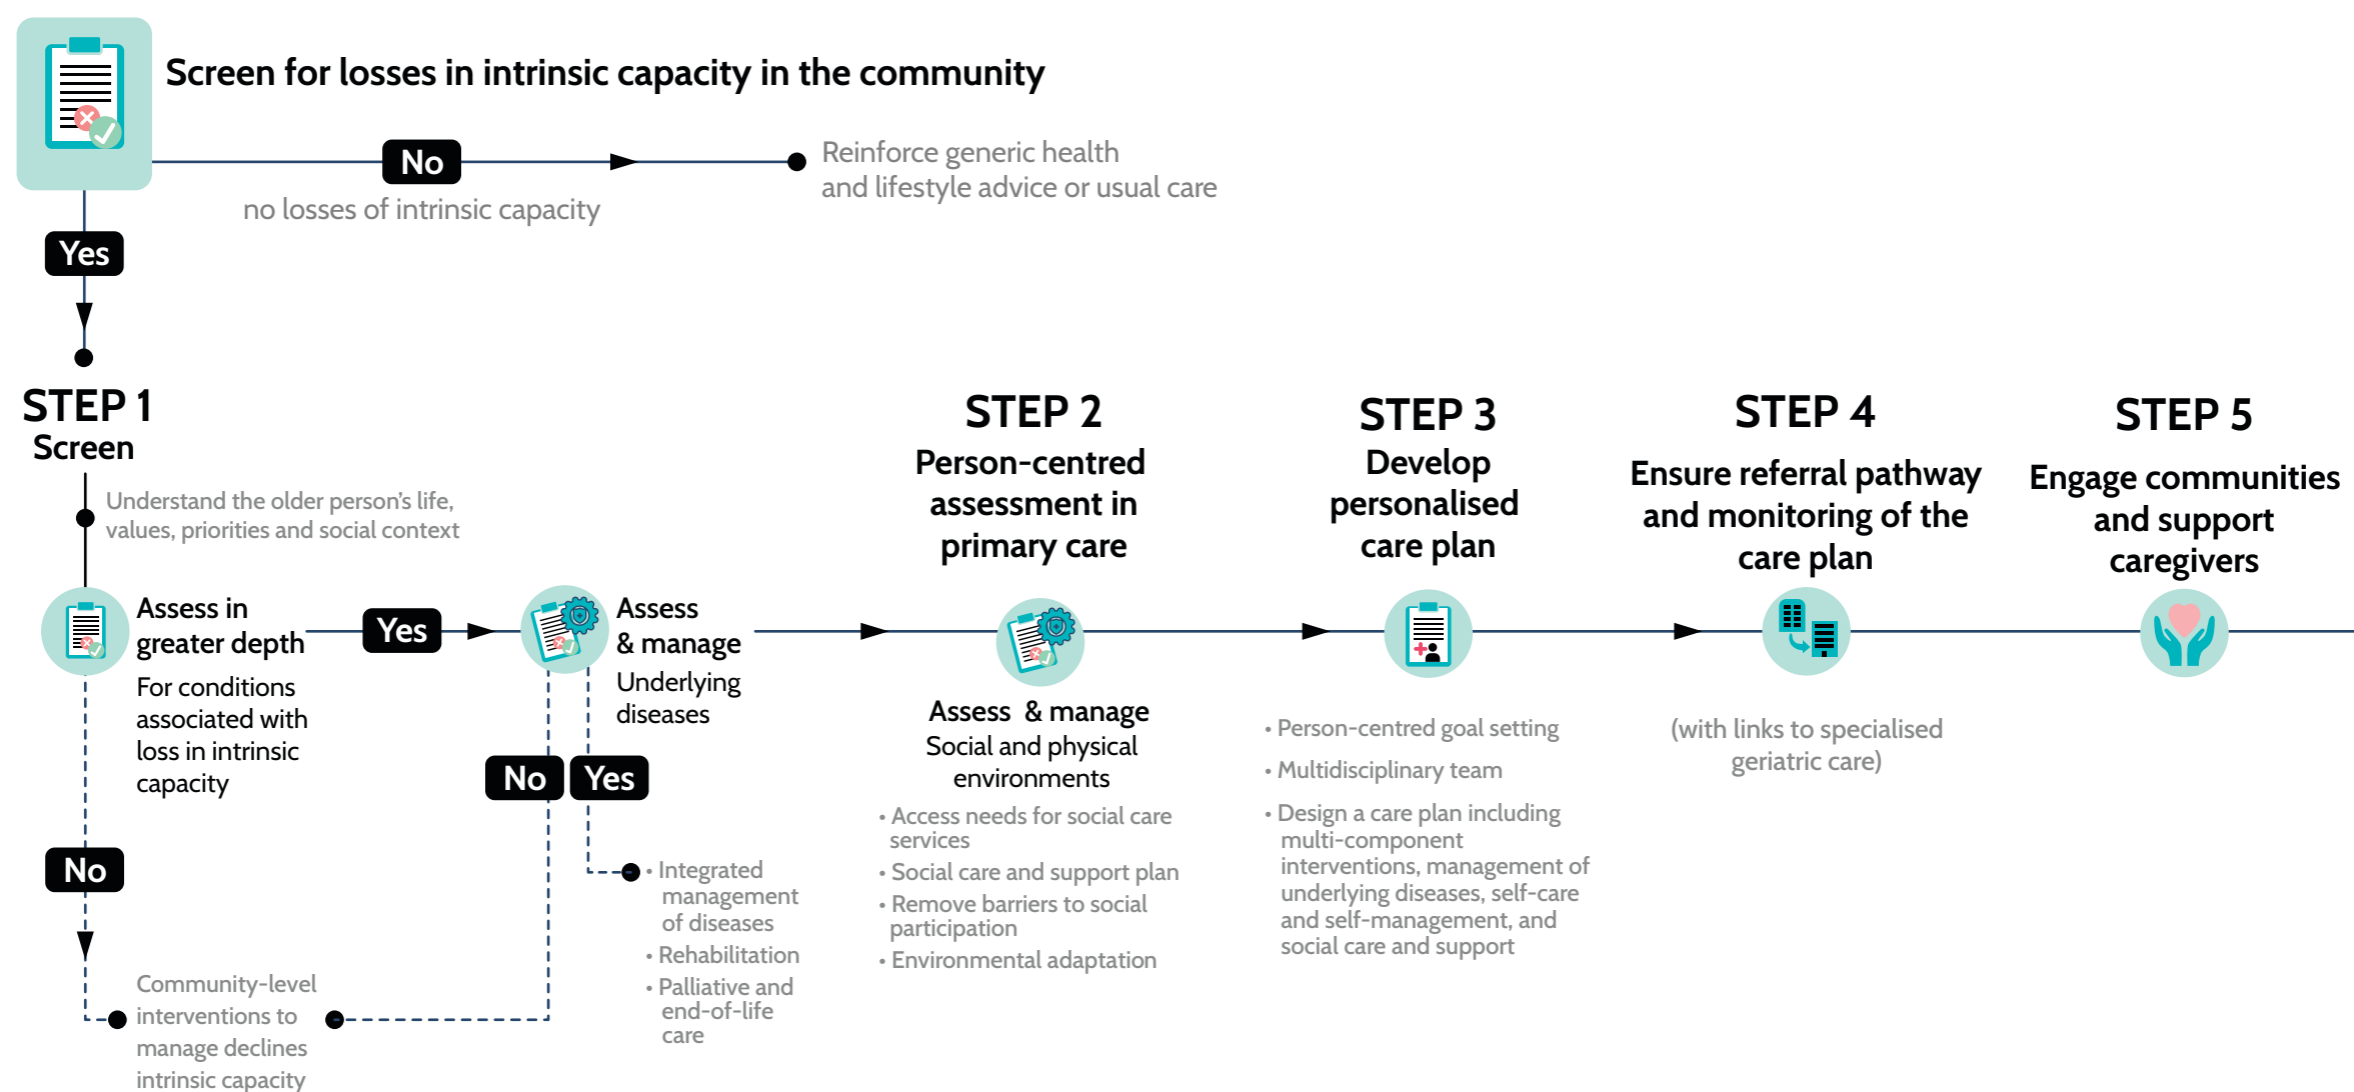 Screen for losses in intrinsic capacity in the community
No
no losses of intrinsic capacity
Reinforce generic health
and lifestyle advice or usual care
Yes
STEP 1
Screen
Understand the older person's life,
values, priorities and social context
Assess in
greater depth
For conditions
associated with
loss in intrinsic
capacity
Yes
No
Community-level
interventions to
manage declines
intrinsic capacity
Assess
& manage
Underlying
diseases
No
Yes
• Integrated
management
of diseases
• Rehabilitation
• Palliative and
end-of-life
care
STEP 2
Person-centred
assessment in
primary care
Assess & manage
Social and physical
environments
• Access needs for social care
services
• Social care and support plan
• Remove barriers to social
participation
• Environmental adaptation
STEP 3
Develop
personalised
care plan
• Person-centred goal setting
• Multidisciplinary team
• Design a care plan including
multi-component
interventions, management of
underlying diseases, self-care
and self-management, and
social care and support
STEP 4
Ensure referral pathway
and monitoring of the
care plan
(with links to specialised
geriatric care)
STEP 5
Engage communities
and support
caregivers